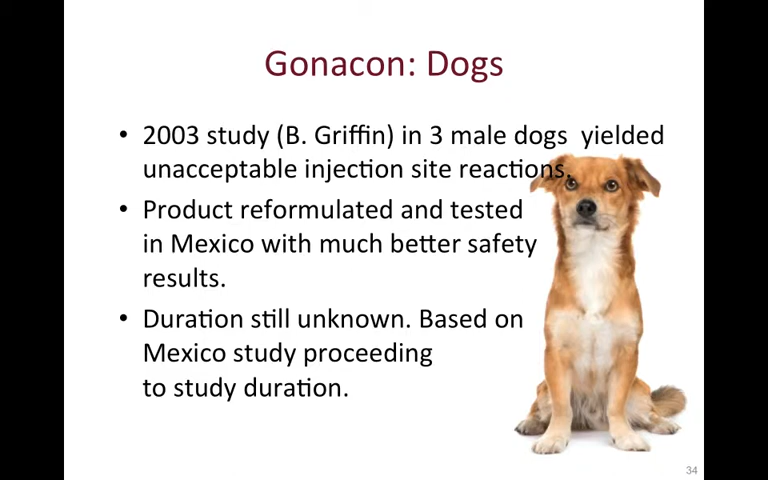 Gonacon: Dogs
• 2003 study (B. Griffin) in 3 male dogs  yielded
unacceptable injection site reactions.
• Product reformulated and tested
in Mexico with much better safety
results.
• Duration still unknown. Based on
Mexico study proceeding
to study duration.
34